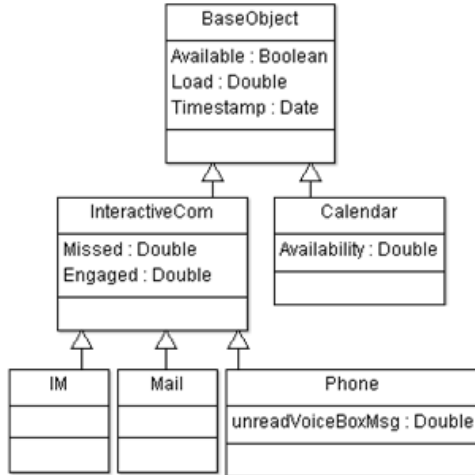 BaseObject
Available : Boolean
Load : Double
Timestamp : Date
InteractiveCom
Missed : Double
Engaged : Double
Calendar
Availability : Double
IM
Mail
Phone
unreadVoiceBoxMsg : Double